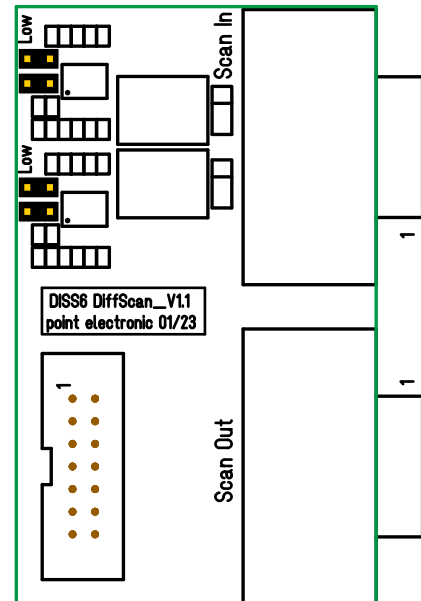 Low
Scan In
Low
1
DISS6 DiffScan_V1.1
point electronic 01/23
1
1
Scan Out